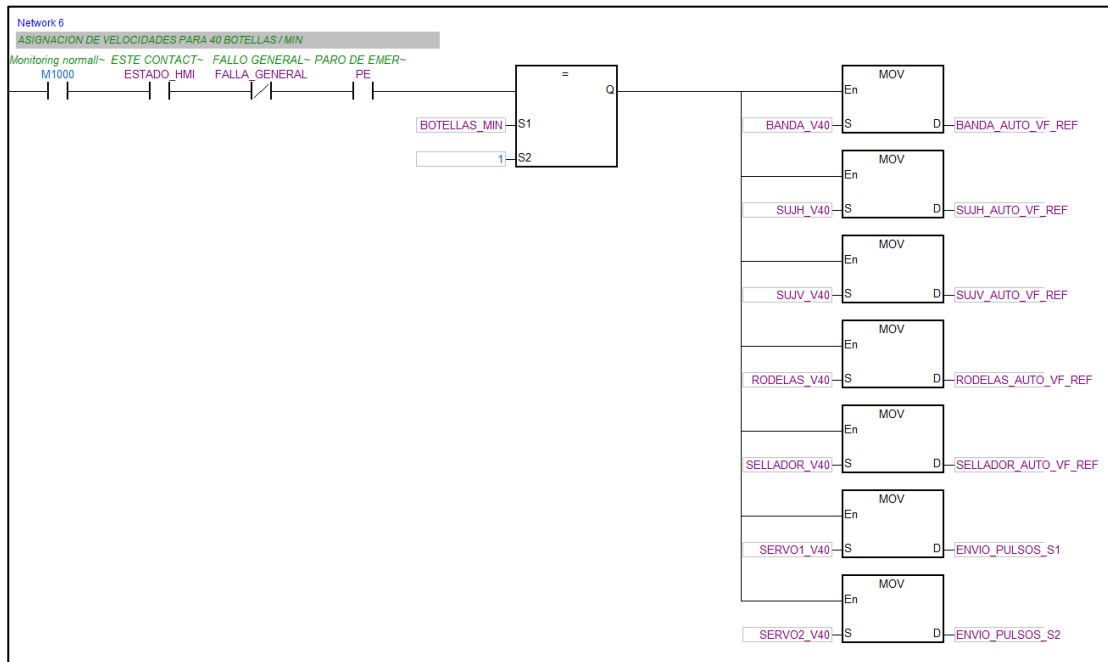 Network 6
ASIGNACION DE VELOCIDADES PARA 40 BOTELLAS / MIN
Monitoring normall~ ESTE CONTACT~ FALLO GENERAL~ PARO DE EMER~
M1000 ESTADO_HMI FALLA_GENERAL PE
=
Q
BOTELLAS_MIN S1
1 S2
MOV
En
BANDA_V40 S D BANDA_AUTO_VF_REF
MOV
En
SUJH_V40 S D SUJH_AUTO_VF_REF
MOV
En
SUJV_V40 S D SUJV_AUTO_VF_REF
MOV
En
RODELAS_V40 S D RODELAS_AUTO_VF_REF
MOV
En
SELLADOR_V40 S D SELLADOR_AUTO_VF_REF
MOV
En
SERVO1_V40 S D ENVIO_PULSOS_S1
MOV
En
SERVO2_V40 S D ENVIO_PULSOS_S2